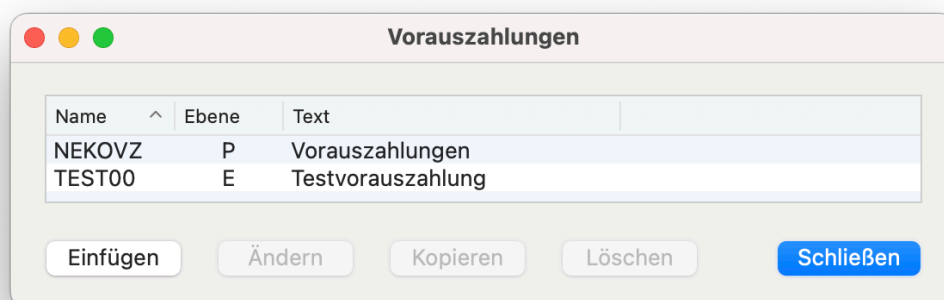 Vorauszahlungen
Name Ebene Text
NEKOVZ P Vorauszahlungen
TEST00 E Testvorauszahlung
Einfügen Ändern Kopieren Löschen Schließen